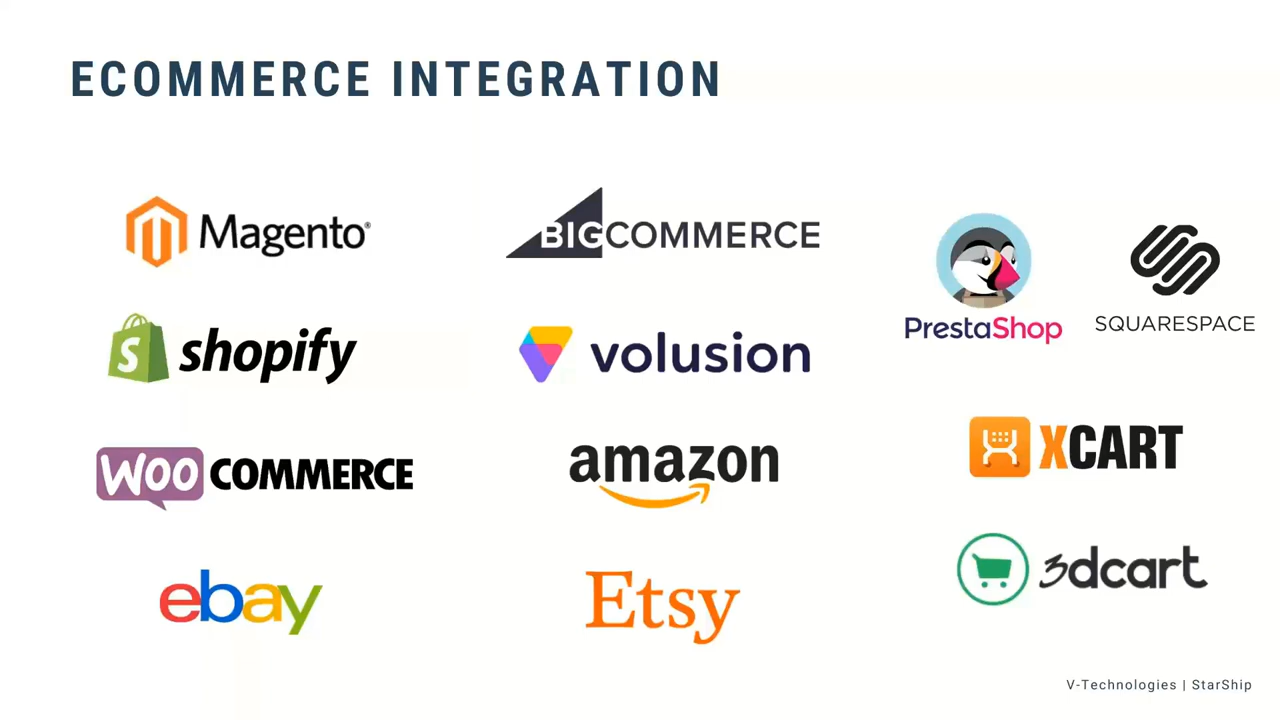 ECOMMERCE INTEGRATION
Magento®
BIGCOMMERCE
PrestaShop
SQUARESPACE
S shopify
volusion
WOO COMMERCE
amazon
XCART
ebay
Etsy
3dcart
V-Technologies | StarShip